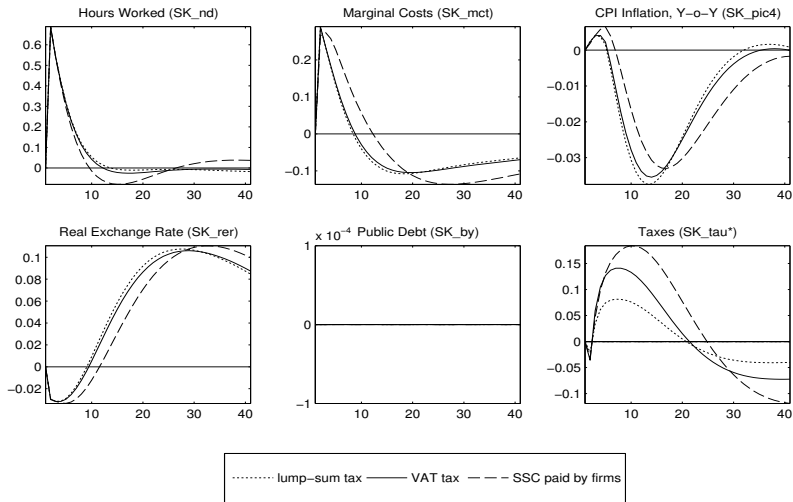 Hours Worked (SK_nd)
0.6
0.5
0.4
0.3
0.2
0.1
0
10 20 30 40
Marginal Costs (SK_mct)
0.2
0.1
0
−0.1
10 20 30 40
CPI Inflation, Y−o−Y (SK_pic4)
0
−0.01
−0.02
−0.03
10 20 30 40
Real Exchange Rate (SK_rer)
0.1
0.08
0.06
0.04
0.02
0
−0.02
10 20 30 40
x 10⁻⁴ Public Debt (SK_by)
1
0
−1
10 20 30 40
Taxes (SK_tau*)
0.15
0.1
0.05
0
−0.05
−0.1
10 20 30 40
lump−sum tax VAT tax SSC paid by firms